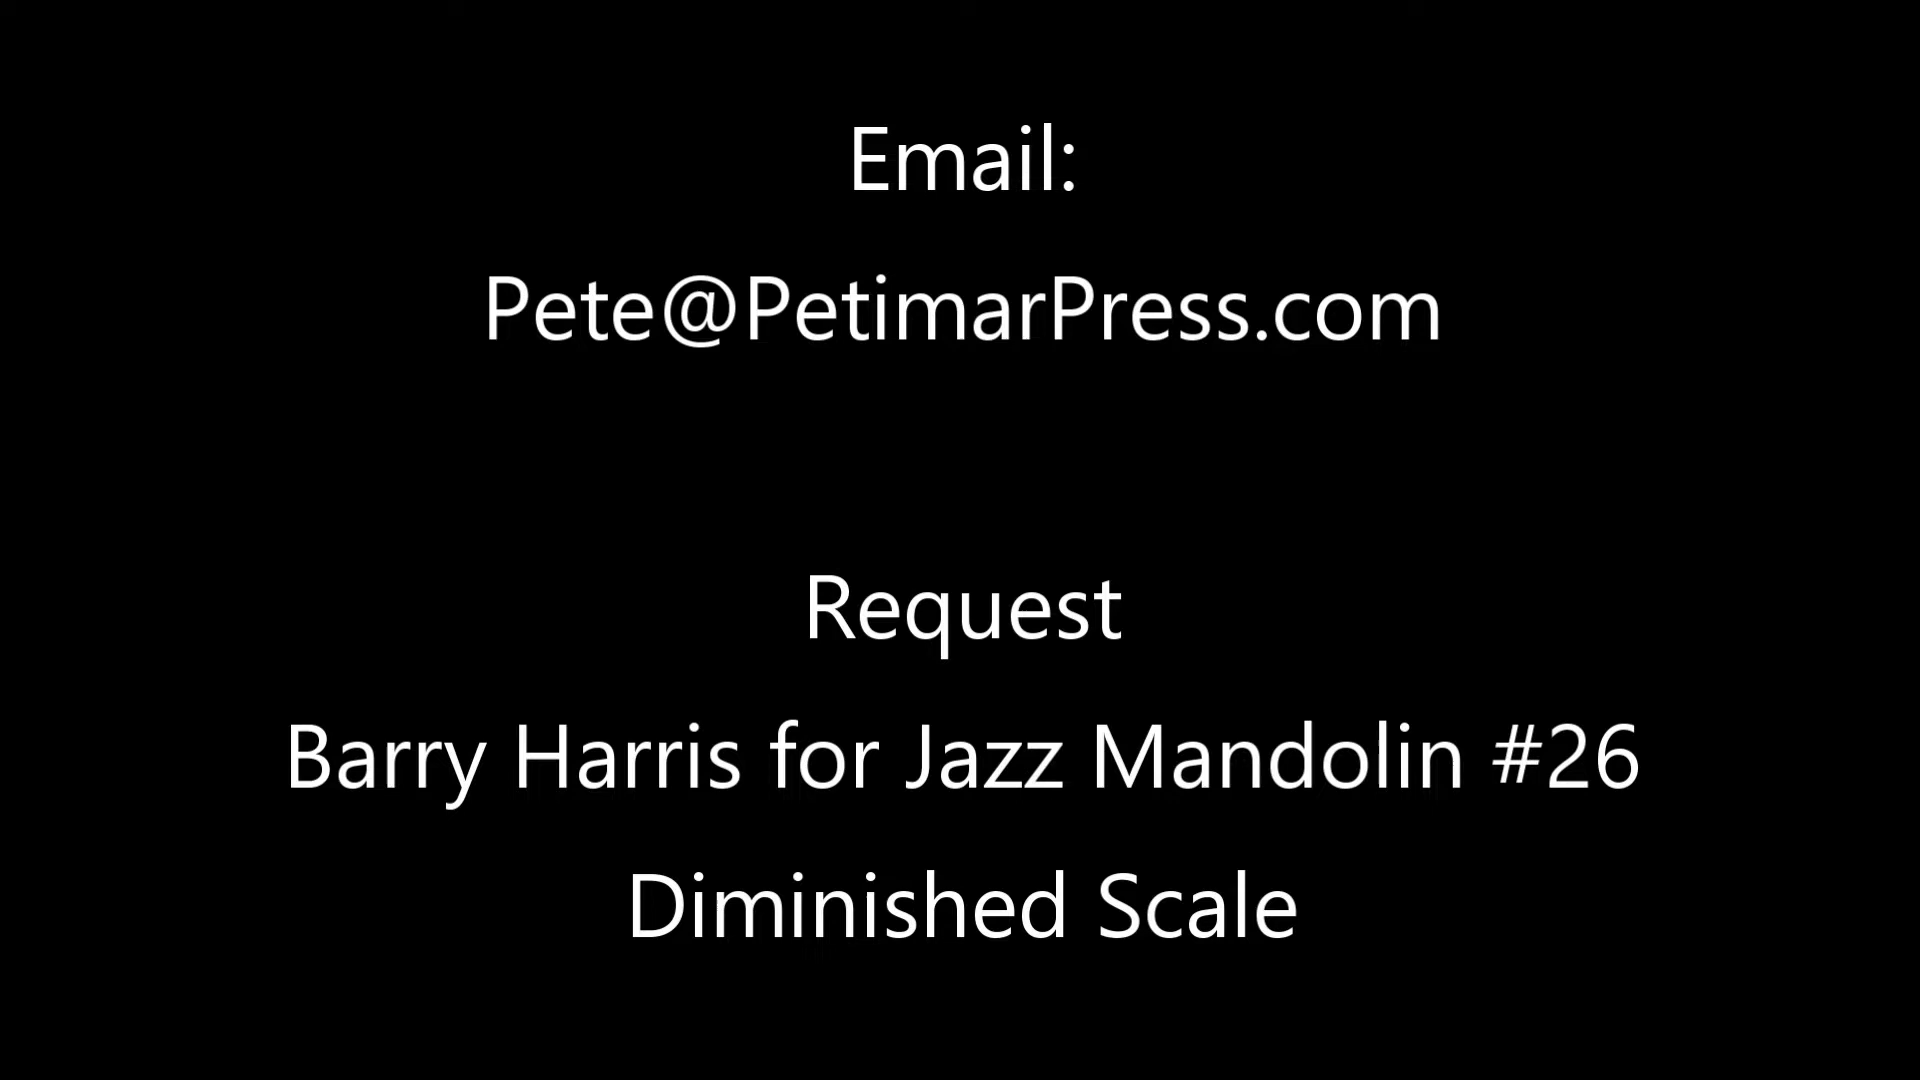 Email:
Pete@PetimarPress.com
Request
Barry Harris for Jazz Mandolin #26
Diminished Scale